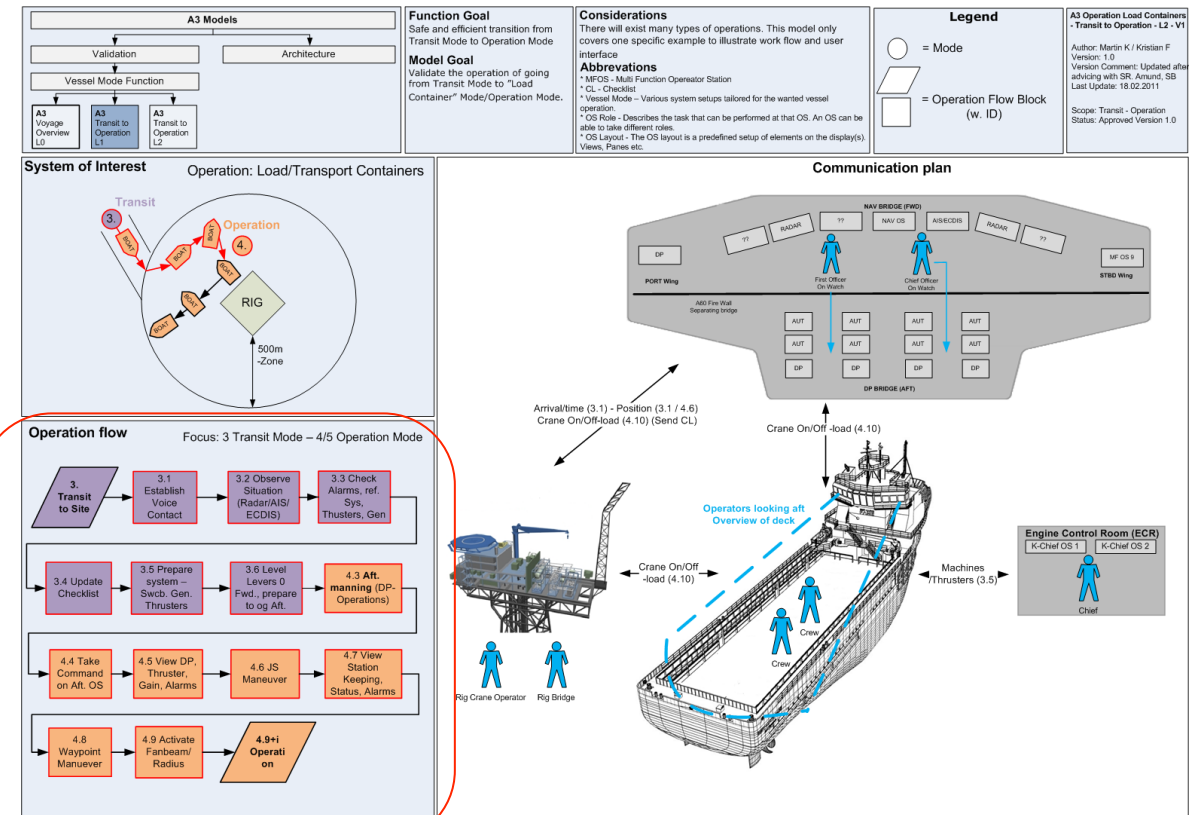 A3 Models
Validation
Architecture
Vessel Mode Function
A3
Voyage
Overview
L0
A3
Transit to
Operation
L1
A3
Transit to
Operation
L2
Function Goal
Safe and efficient transition from
Transit Mode to Operation Mode
Model Goal
Validate the operation of going
from Transit Mode to "Load
Container" Mode/Operation Mode.
Considerations
There will exist many types of operations. This model only
covers one specific example to illustrate work flow and user
interface
Abbrevations
* MFOS - Multi Function Opereator Station
* CL - Checklist
* Vessel Mode – Various system setups tailored for the wanted vessel
operation.
* OS Role - Describes the task that can be performed at that OS. An OS can be
able to take different roles.
* OS Layout - The OS layout is a predefined setup of elements on the display(s).
Views, Panes etc.
Legend
= Mode
= Operation Flow Block
(w. ID)
A3 Operation Load Containers
- Transit to Operation - L2 - V1
Author: Martin K / Kristian F
Version: 1.0
Version Comment: Updated after
advicing with SR. Amund, SB
Last Update: 18.02.2011
Scope: Transit - Operation
Status: Approved Version 1.0
System of Interest
Operation: Load/Transport Containers
Transit
3.
Operation
4.
BOAT
BOAT
BOAT
BOAT
BOAT
BOAT
RIG
500m
-Zone
Operation flow
Focus: 3 Transit Mode – 4/5 Operation Mode
3.
Transit
to Site
3.1
Establish
Voice
Contact
3.2 Observe
Situation
(Radar/AIS/
ECDIS)
3.3 Check
Alarms, ref.
Sys,
Thrusters, Gen
3.4 Update
Checklist
3.5 Prepare
system –
Swcb. Gen.
Thrusters
3.6 Level
Levers 0
Fwd., prepare
to og Aft.
4.3 Aft.
manning (DP-
Operations)
4.4 Take
Command
on Aft. OS
4.5 View DP,
Thruster,
Gain, Alarms
4.6 JS
Maneuver
4.7 View
Station
Keeping,
Status, Alarms
4.8
Waypoint
Manuever
4.9 Activate
Fanbeam/
Radius
4.9+i
Operati
on
Communication plan
NAV BRIDGE (FWD)
??
RADAR
??
NAV OS
AIS/ECDIS
RADAR
??
DP
MF OS 9
PORT Wing
STBD Wing
First Officer
On Watch
Chief Officer
On Watch
A60 Fire Wall
Separating bridge
AUT
AUT
AUT
AUT
AUT
AUT
AUT
AUT
DP
DP
DP
DP
DP BRIDGE (AFT)
Arrival/time (3.1) - Position (3.1 / 4.6)
Crane On/Off-load (4.10) (Send CL)
Crane On/Off -load (4.10)
Operators looking aft
Overview of deck
Crane On/Off
-load (4.10)
Machines
/Thrusters (3.5)
Engine Control Room (ECR)
K-Chief OS 1
K-Chief OS 2
Chief
Crew
Crew
Rig Crane Operator
Rig Bridge